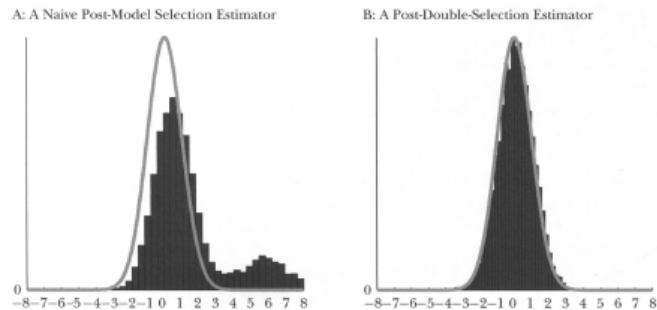 A: A Naive Post-Model Selection Estimator
B: A Post-Double-Selection Estimator
0
−8−7−6−5−4−3−2−1 0 1 2 3 4 5 6 7 8
0
−8−7−6−5−4−3−2−1 0 1 2 3 4 5 6 7 8